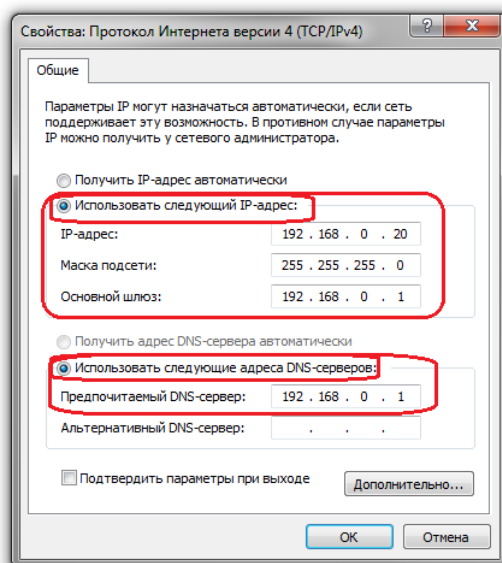 Свойства: Протокол Интернета версии 4 (TCP/IPv4)
Общие
Параметры IP могут назначаться автоматически, если сеть
поддерживает эту возможность. В противном случае параметры
IP можно получить у сетевого администратора.
Получить IP-адрес автоматически
Использовать следующий IP-адрес:
IP-адрес: 192 . 168 . 0 . 20
Маска подсети: 255 . 255 . 255 . 0
Основной шлюз: 192 . 168 . 0 . 1
Получить адрес DNS-сервера автоматически
Использовать следующие адреса DNS-серверов:
Предпочитаемый DNS-сервер: 192 . 168 . 0 . 1
Альтернативный DNS-сервер: . . .
Подтвердить параметры при выходе
Дополнительно...
ОК Отмена